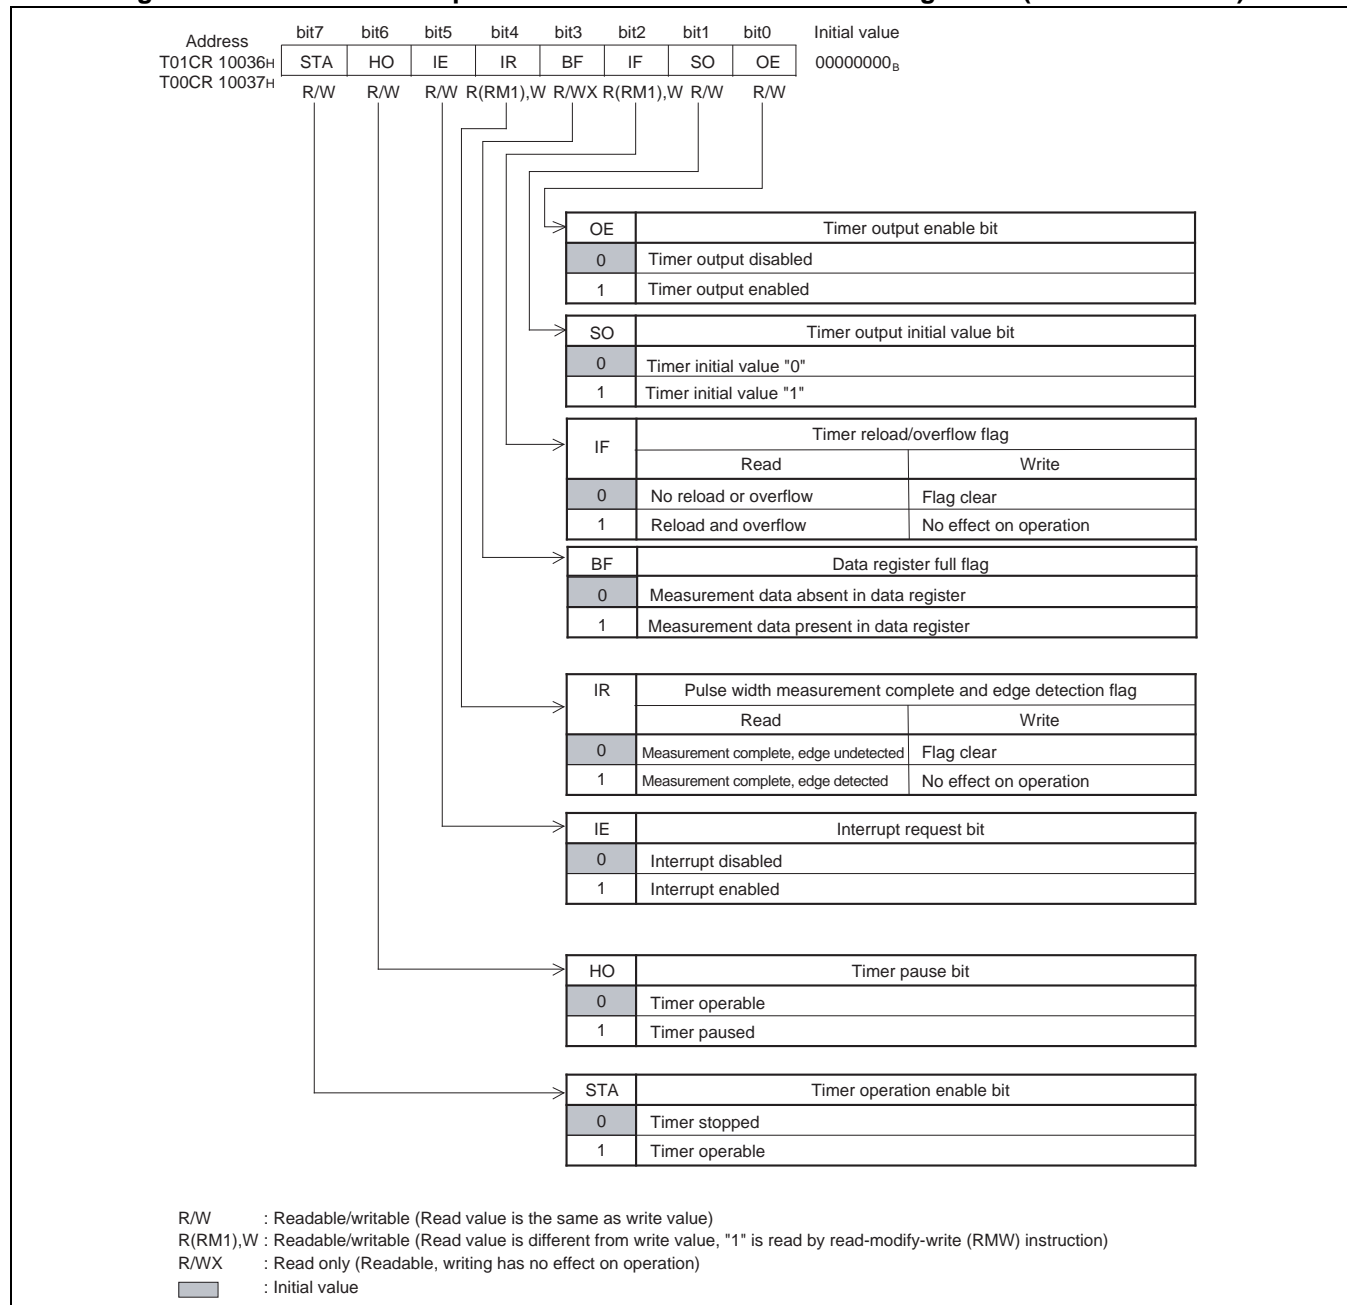 bit7 bit6 bit5 bit4 bit3 bit2 bit1 bit0 Initial value
Address
T01CR 10036H STA HO IE IR BF IF SO OE 00000000B
T00CR 10037H
R/W R/W R/W R(RM1),W R/WX R(RM1),W R/W R/W
OE Timer output enable bit
0 Timer output disabled
1 Timer output enabled
SO Timer output initial value bit
0 Timer initial value "0"
1 Timer initial value "1"
IF Timer reload/overflow flag
Read Write
0 No reload or overflow Flag clear
1 Reload and overflow No effect on operation
BF Data register full flag
0 Measurement data absent in data register
1 Measurement data present in data register
IR Pulse width measurement complete and edge detection flag
Read Write
0 Measurement complete, edge undetected Flag clear
1 Measurement complete, edge detected No effect on operation
IE Interrupt request bit
0 Interrupt disabled
1 Interrupt enabled
HO Timer pause bit
0 Timer operable
1 Timer paused
STA Timer operation enable bit
0 Timer stopped
1 Timer operable
R/W : Readable/writable (Read value is the same as write value)
R(RM1),W : Readable/writable (Read value is different from write value, "1" is read by read-modify-write (RMW) instruction)
R/WX : Read only (Readable, writing has no effect on operation)
: Initial value